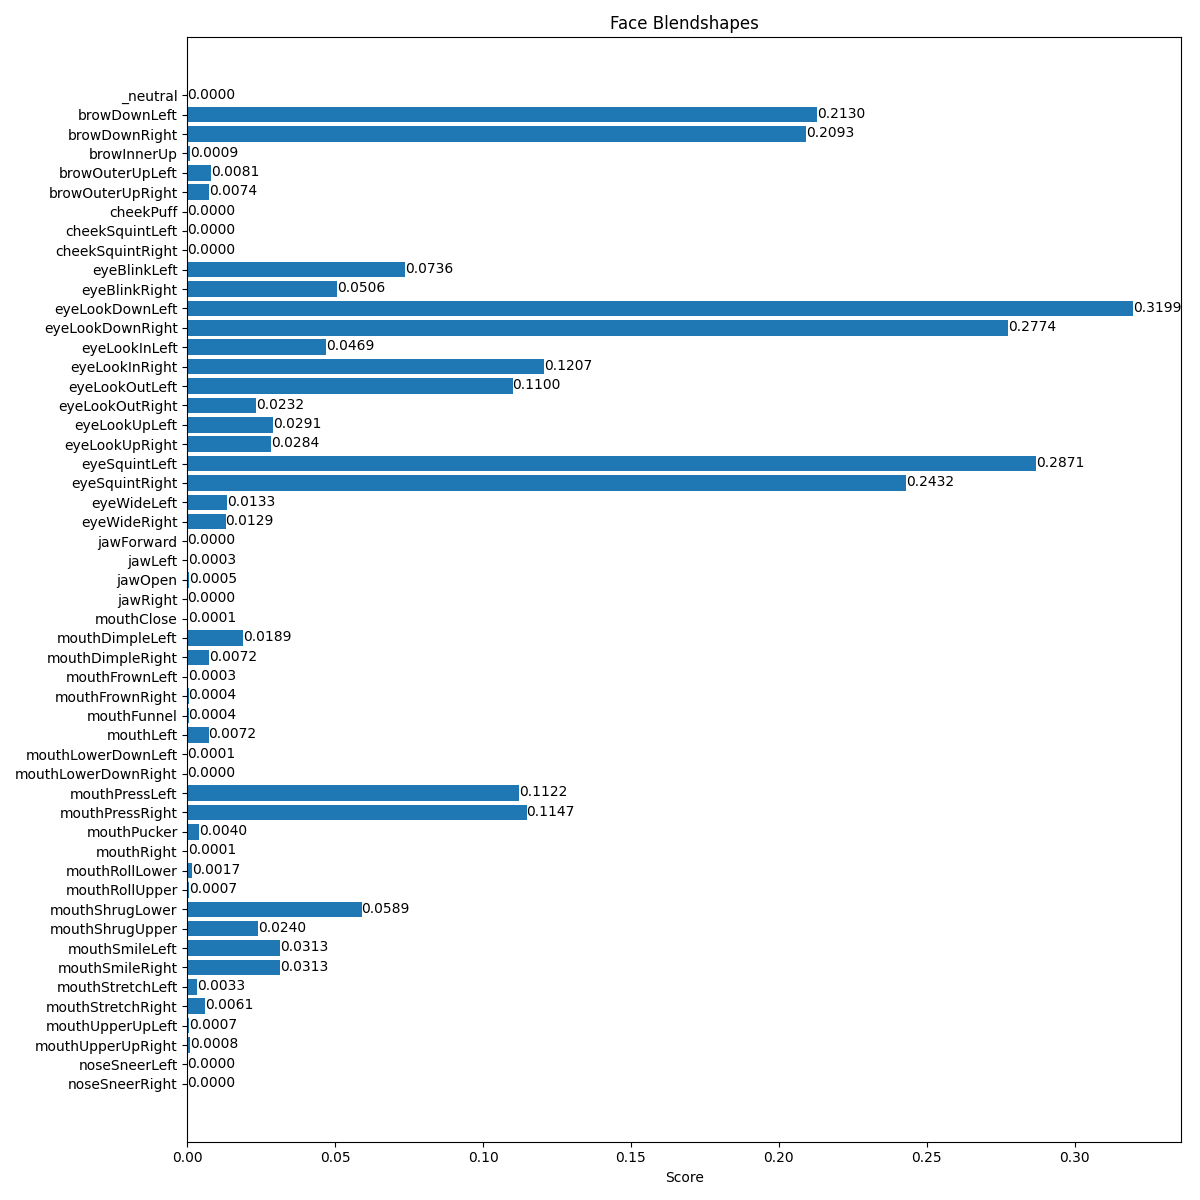 Face Blendshapes
_neutral 0.0000
browDownLeft 0.2130
browDownRight 0.2093
browInnerUp 0.0009
browOuterUpLeft 0.0081
browOuterUpRight 0.0074
cheekPuff 0.0000
cheekSquintLeft 0.0000
cheekSquintRight 0.0000
eyeBlinkLeft 0.0736
eyeBlinkRight 0.0506
eyeLookDownLeft 0.3199
eyeLookDownRight 0.2774
eyeLookInLeft 0.0469
eyeLookInRight 0.1207
eyeLookOutLeft 0.1100
eyeLookOutRight 0.0232
eyeLookUpLeft 0.0291
eyeLookUpRight 0.0284
eyeSquintLeft 0.2871
eyeSquintRight 0.2432
eyeWideLeft 0.0133
eyeWideRight 0.0129
jawForward 0.0000
jawLeft 0.0003
jawOpen 0.0005
jawRight 0.0000
mouthClose 0.0001
mouthDimpleLeft 0.0189
mouthDimpleRight 0.0072
mouthFrownLeft 0.0003
mouthFrownRight 0.0004
mouthFunnel 0.0004
mouthLeft 0.0072
mouthLowerDownLeft 0.0001
mouthLowerDownRight 0.0000
mouthPressLeft 0.1122
mouthPressRight 0.1147
mouthPucker 0.0040
mouthRight 0.0001
mouthRollLower 0.0017
mouthRollUpper 0.0007
mouthShrugLower 0.0589
mouthShrugUpper 0.0240
mouthSmileLeft 0.0313
mouthSmileRight 0.0313
mouthStretchLeft 0.0033
mouthStretchRight 0.0061
mouthUpperUpLeft 0.0007
mouthUpperUpRight 0.0008
noseSneerLeft 0.0000
noseSneerRight 0.0000
0.00 0.05 0.10 0.15 0.20 0.25 0.30
Score